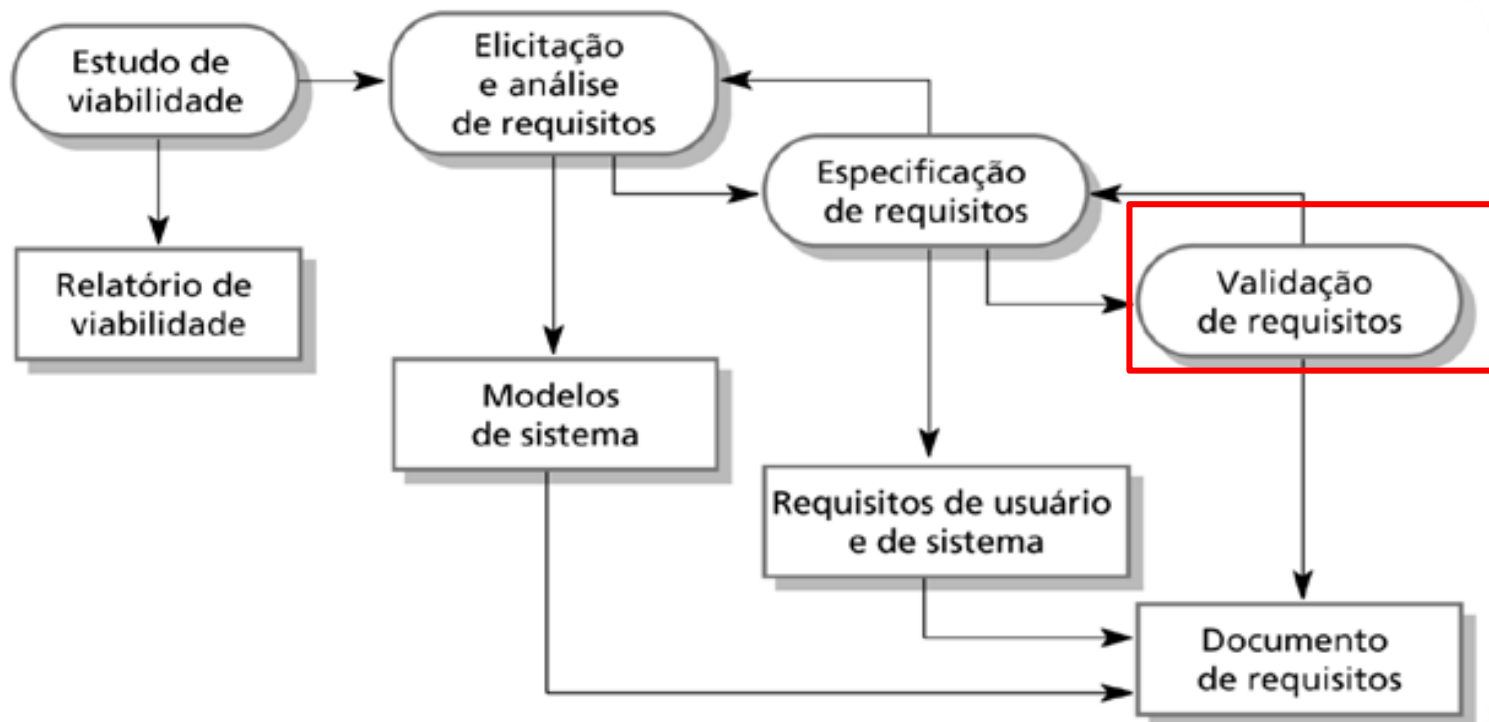 Estudo de
viabilidade
Elicitação
e análise
de requisitos
Especificação
de requisitos
Validação
de requisitos
Relatório de
viabilidade
Modelos
de sistema
Requisitos de usuário
e de sistema
Documento
de requisitos